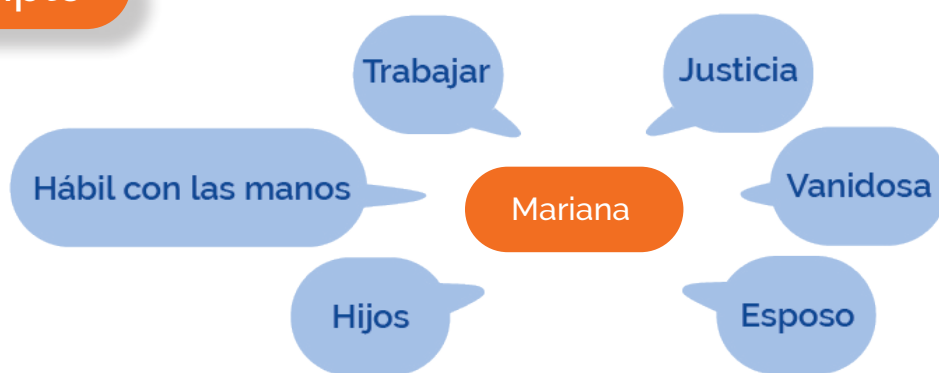 Trabajar
Justicia
Hábil con las manos
Mariana
Vanidosa
Hijos
Esposo